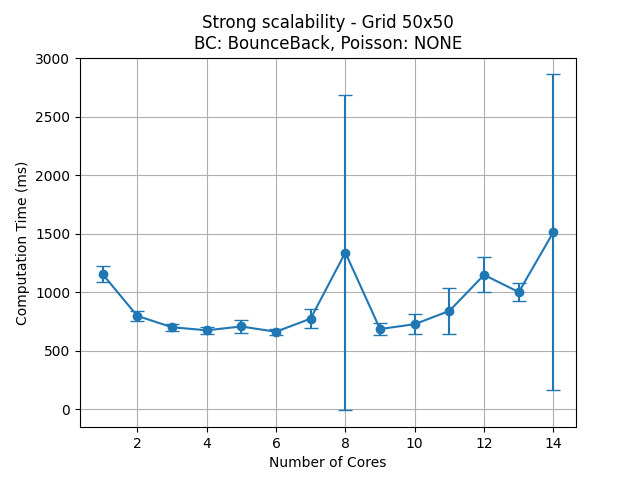 Strong scalability - Grid 50x50
BC: BounceBack, Poisson: NONE
3000
2500
2000
1500
1000
500
0
Computation Time (ms)
2 4 6 8 10 12 14
Number of Cores